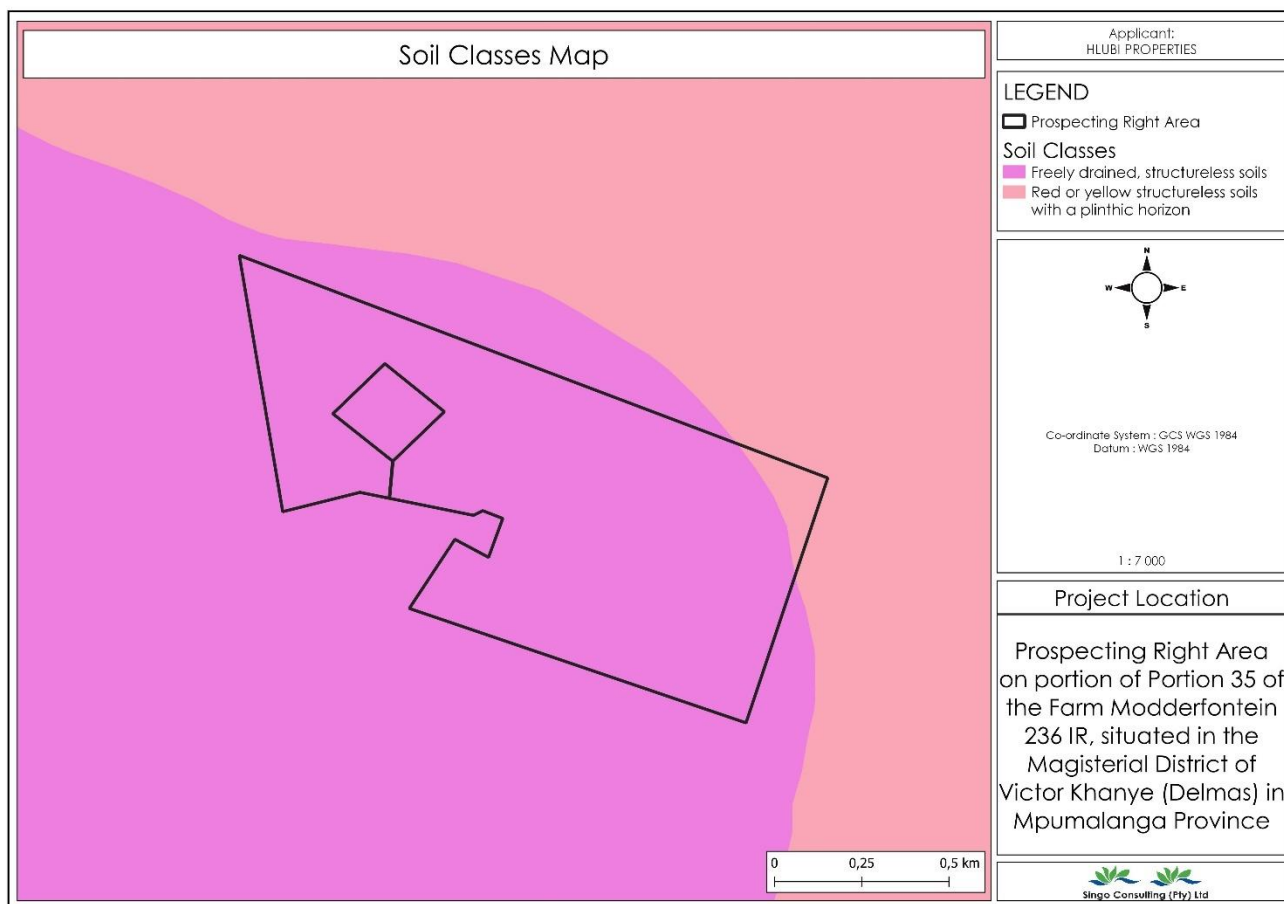 Soil Classes Map
Applicant:
HLUBI PROPERTIES
LEGEND
Prospecting Right Area
Soil Classes
Freely drained, structureless soils
Red or yellow structureless soils
with a plinthic horizon
N
W E
S
Co-ordinate System : GCS WGS 1984
Datum : WGS 1984
1 : 7 000
Project Location
Prospecting Right Area
on portion of Portion 35 of
the Farm Modderfontein
236 IR, situated in the
Magisterial District of
Victor Khanye (Delmas) in
Mpumalanga Province
0 0,25 0,5 km
Singo Consulting (Pty) Ltd